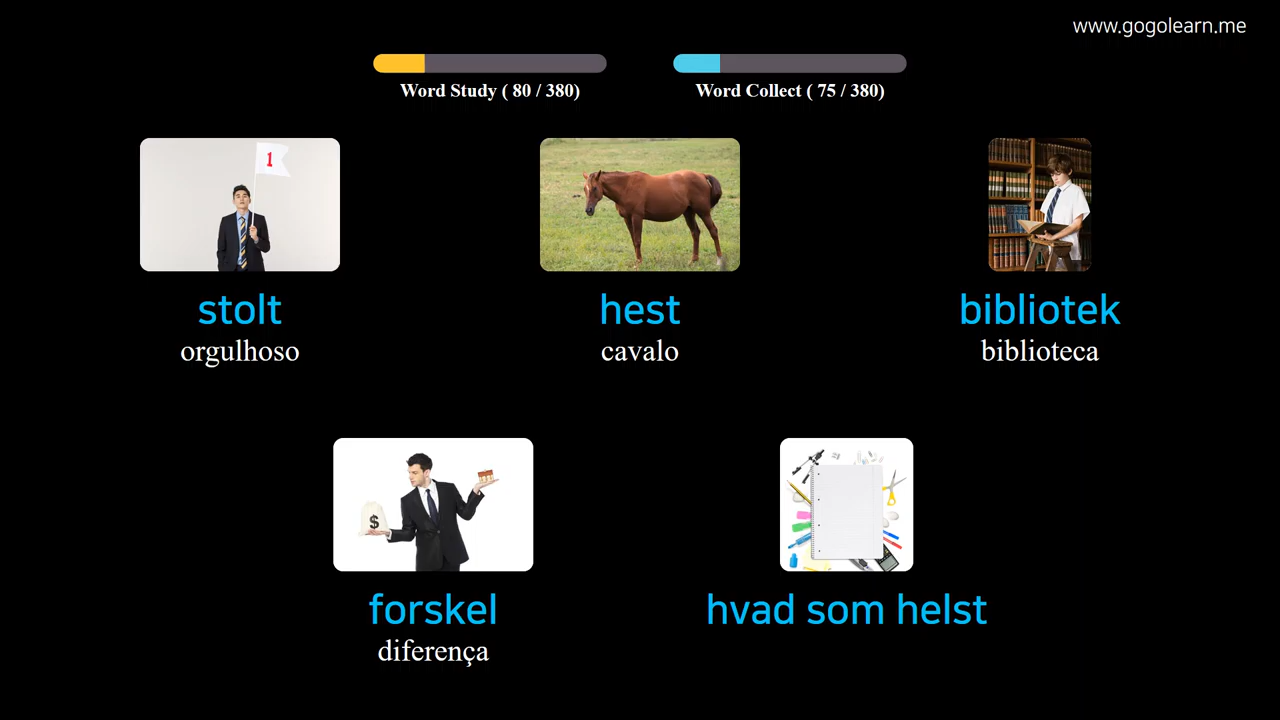 www.gogolearn.me
Word Study ( 80 / 380)
Word Collect ( 75 / 380)
1
stolt
orgulhoso
hest
cavalo
bibliotek
biblioteca
$
forskel
diferença
hvad som helst